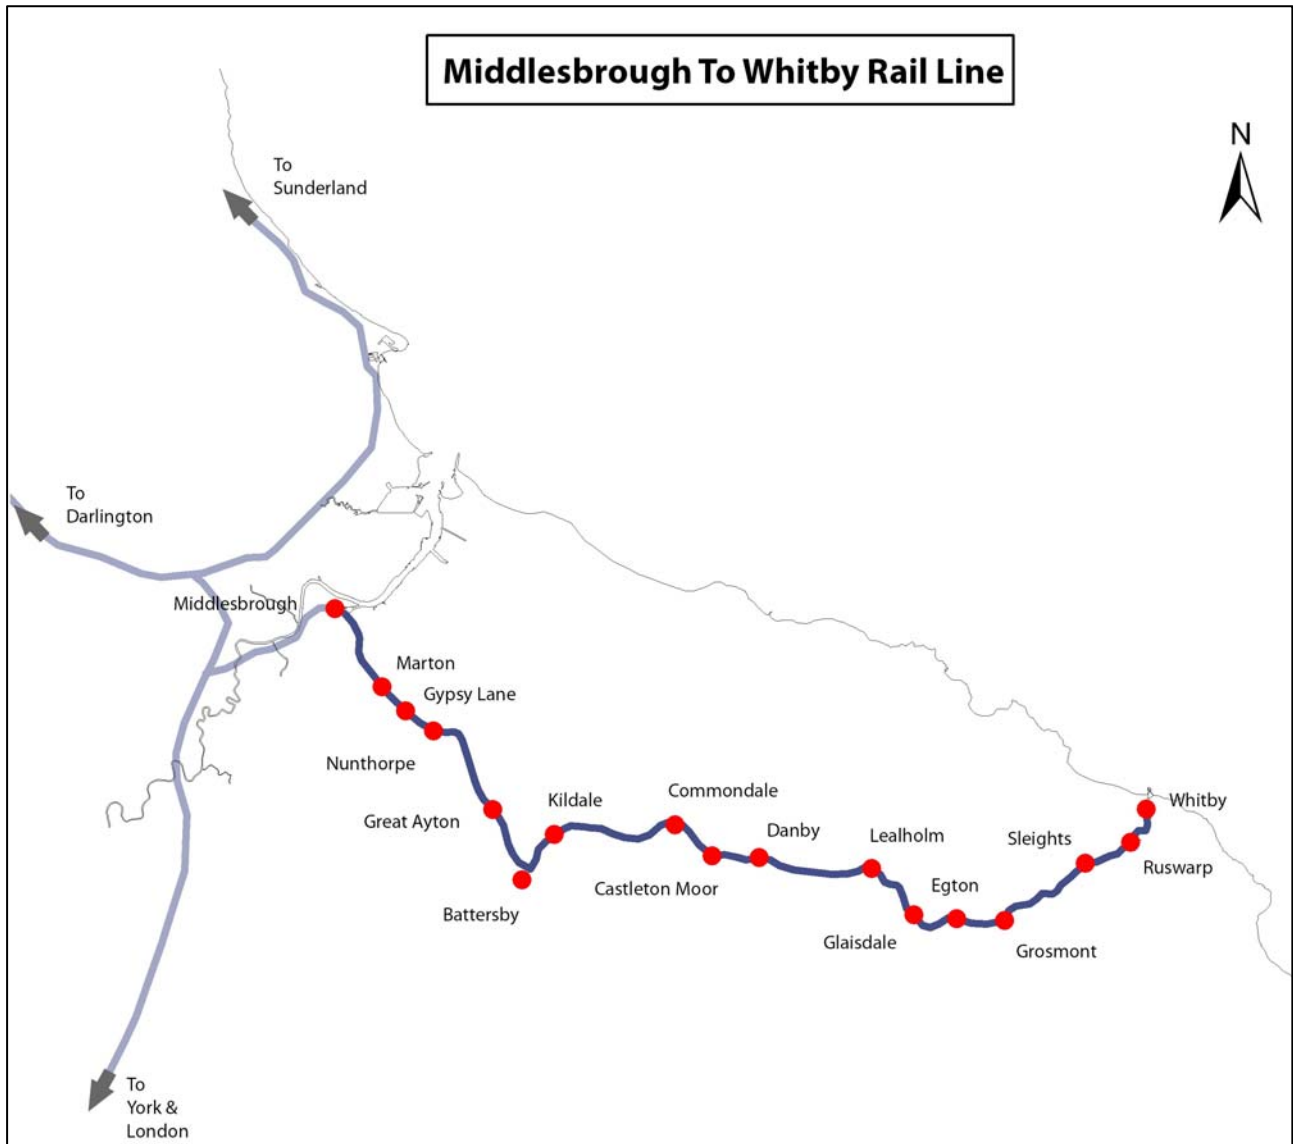 Middlesbrough To Whitby Rail Line
N
To
Sunderland
To
Darlington
Middlesbrough
Marton
Gypsy Lane
Nunthorpe
Great Ayton
Kildale
Battersby
Commondale
Castleton Moor
Danby
Lealholm
Glaisdale
Egton
Grosmont
Sleights
Ruswarp
Whitby
To
York &
London